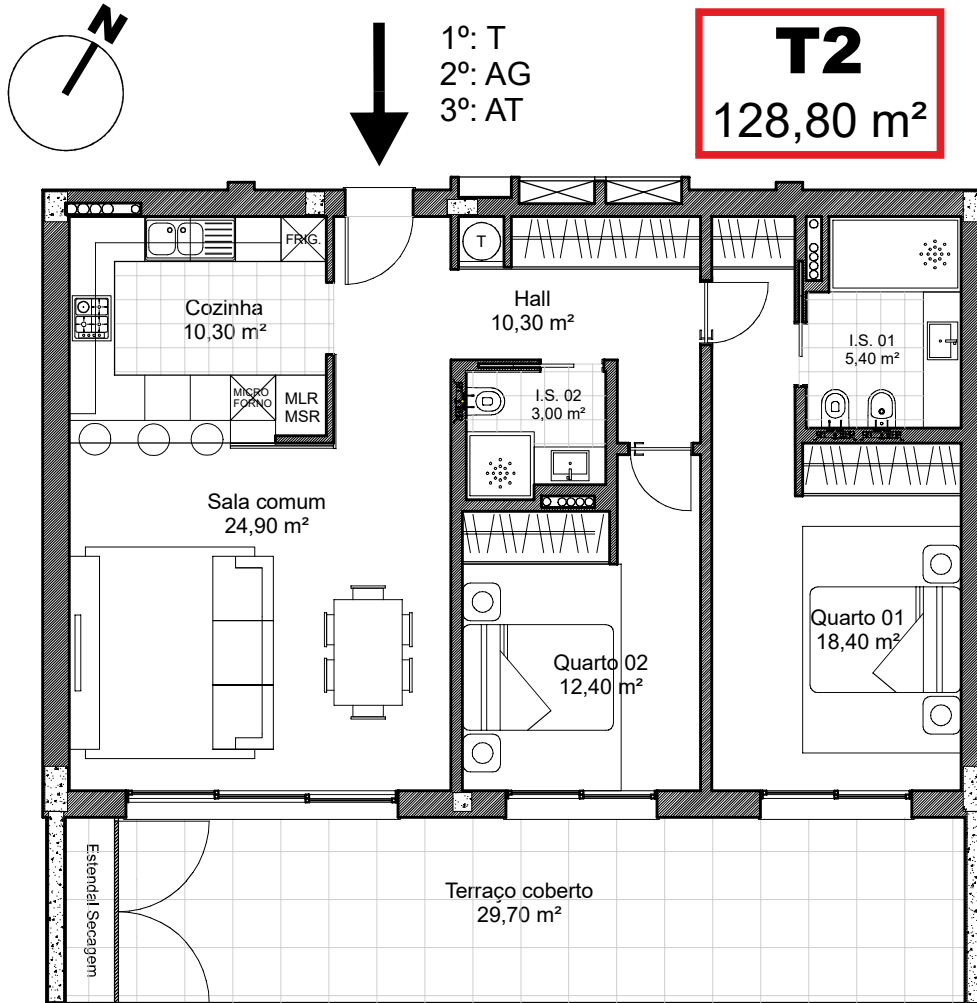 N
1º: T
2º: AG
3º: AT
T2
128,80 m²
FRIG.
T
Cozinha
10,30 m²
Hall
10,30 m²
I.S. 01
5,40 m²
MICRO
FORNO
MLR
MSR
I.S. 02
3,00 m²
Sala comum
24,90 m²
Quarto 01
18,40 m²
Quarto 02
12,40 m²
Estendal Secagem
Terraço coberto
29,70 m²